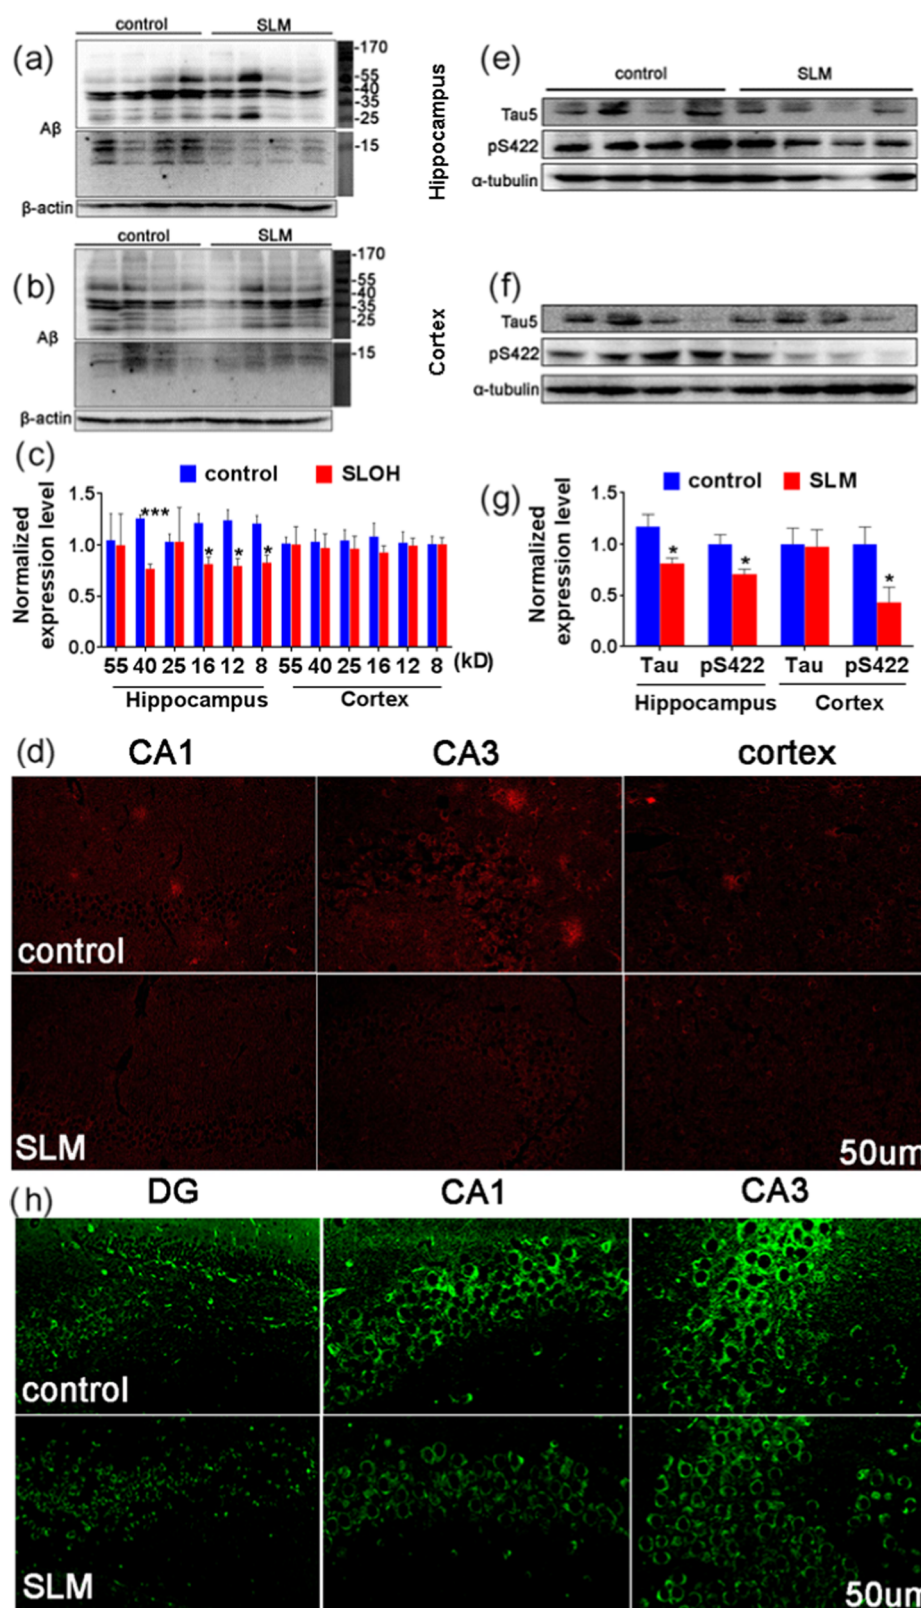 (a)
control SLM
-170
-55
-40
-35
-25
Aβ
-15
β-actin
Hippocampus
(b)
control SLM
-170
-55
-40
-35
-25
Aβ
-15
β-actin
Cortex
(e)
control SLM
Tau5
pS422
α-tubulin
(f)
Tau5
pS422
α-tubulin
(c)
control SLOH
Normalized
expression level
1.5
1.0
0.5
0.0
***
* * *
55 40 25 16 12 8 55 40 25 16 12 8 (kD)
Hippocampus Cortex
(g)
control SLM
Normalized
expression level
1.5
1.0
0.5
0.0
* * *
Tau pS422 Tau pS422
Hippocampus Cortex
(d)
CA1 CA3 cortex
control
SLM
50um
(h)
DG CA1 CA3
control
SLM
50um